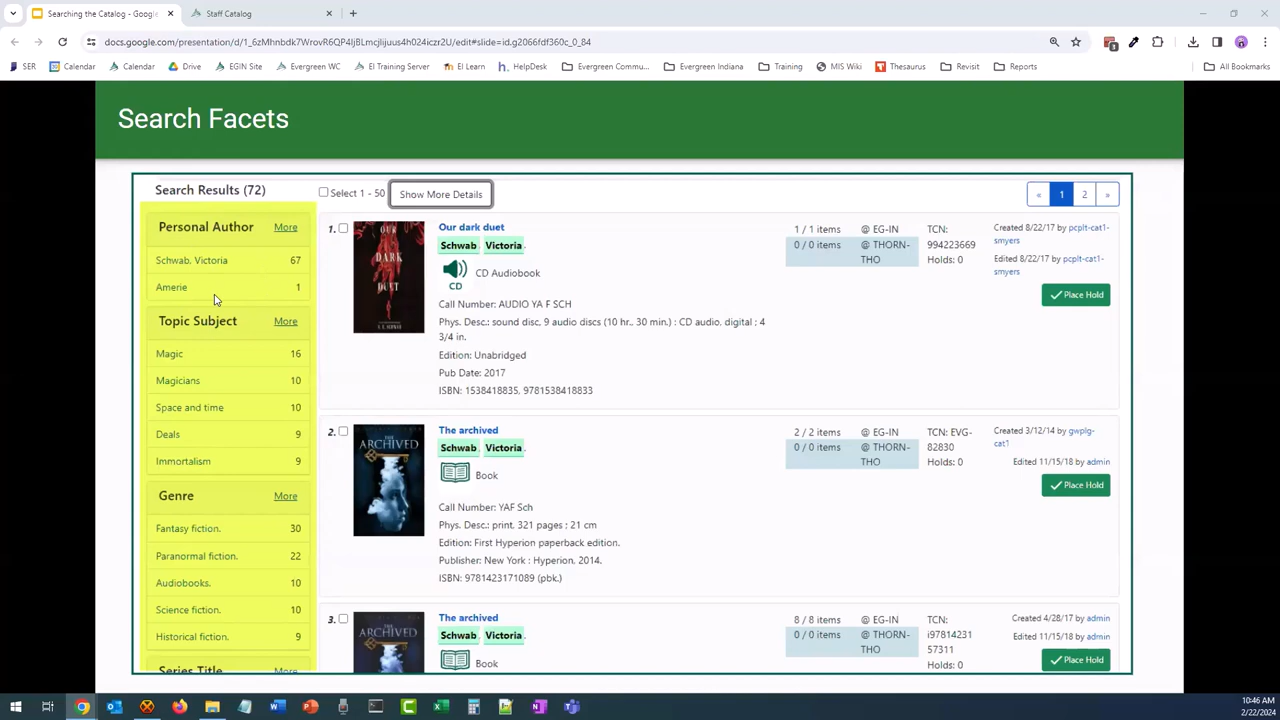 Searching the Catalog - Google
Staff Catalog
docs.google.com/presentation/d/1_6zMhnbdk7WrovR6QP4IjBLmcjlijuus4h024iczr2U/edit#slide=id.g2066fdf360c_0_84
SER
Calendar
Calendar
Drive
EGIN Site
Evergreen WC
EI Training Server
EI Learn
HelpDesk
Evergreen Commu...
Evergreen Indiana
Training
MIS Wiki
Thesaurus
Revisit
Reports
All Bookmarks
Search Facets
Search Results (72)
Select 1 - 50
Show More Details
« 1 2 »
Personal Author More
Schwab, Victoria 67
Amerie 1
Topic Subject More
Magic 16
Magicians 10
Space and time 10
Deals 9
Immortalism 9
Genre More
Fantasy fiction. 30
Paranormal fiction. 22
Audiobooks. 10
Science fiction. 10
Historical fiction. 9
Series Title More
1.
OUR
DARK
DUET
Our dark duet
Schwab, Victoria.
CD
CD Audiobook
Call Number: AUDIO YA F SCH
Phys. Desc.: sound disc, 9 audio discs (10 hr., 30 min.) : CD audio, digital ; 4
3/4 in.
Edition: Unabridged
Pub Date: 2017
ISBN: 1538418835, 9781538418833
1 / 1 items @ EG-IN
0 / 0 items @ THORN-
THO
TCN:
994223669
Holds: 0
Created 8/22/17 by pcplt-cat1-
smyers
Edited 8/22/17 by pcplt-cat1-
smyers
Place Hold
2.
THE
ARCHIVED
The archived
Schwab, Victoria.
Book
Call Number: YAF Sch
Phys. Desc.: print, 321 pages ; 21 cm
Edition: First Hyperion paperback edition.
Publisher: New York : Hyperion, 2014.
ISBN: 9781423171089 (pbk.)
2 / 2 items @ EG-IN
0 / 0 items @ THORN-
THO
TCN: EVG-
82830
Holds: 0
Created 3/12/14 by gwplg-
cat1
Edited 11/15/18 by admin
Place Hold
3.
THE
ARCHIVED
The archived
Schwab, Victoria.
Book
8 / 8 items @ EG-IN
0 / 0 items @ THORN-
THO
TCN:
i97814231
57311
Holds: 0
Created 4/28/17 by admin
Edited 11/15/18 by admin
Place Hold
10:46 AM
2/22/2024